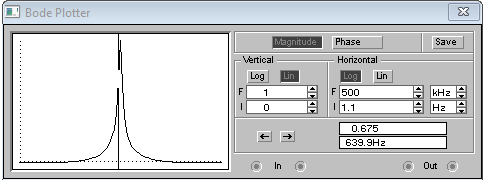 Bode Plotter
Magnitude Phase Save
Vertical Horizontal
Log Lin Log Lin
F 1 F 500 kHz
I 0 I 1.1 Hz
← → 0.675
639.9Hz
In Out